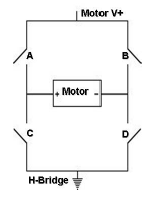 Motor V+
A B
+ Motor -
C D
H-Bridge